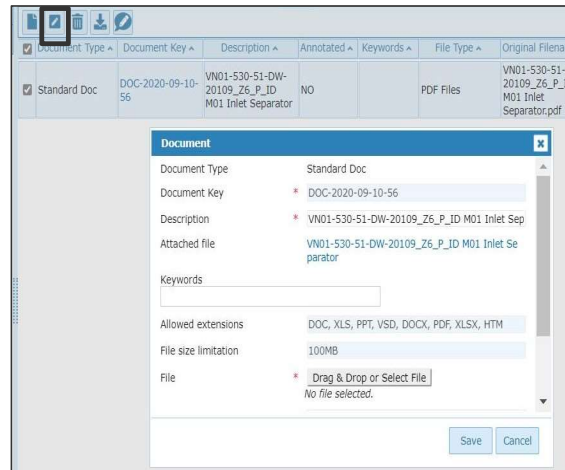 Document Type Document Key Description Annotated Keywords File Type Original Filena
Standard Doc DOC-2020-09-10-56 VN01-530-51-DW-20109_Z6_P_ID M01 Inlet Separator NO PDF Files VN01-530-51- 20109_Z6_P_I M01 Inlet Separator.pdf
Document
Document Type Standard Doc
Document Key * DOC-2020-09-10-56
Description * VN01-530-51-DW-20109_Z6_P_ID M01 Inlet Sep
Attached file VN01-530-51-DW-20109_Z6_P_ID M01 Inlet Se
parator
Keywords
Allowed extensions DOC, XLS, PPT, VSD, DOCX, PDF, XLSX, HTM
File size limitation 100MB
File * Drag & Drop or Select File
No file selected.
Save Cancel